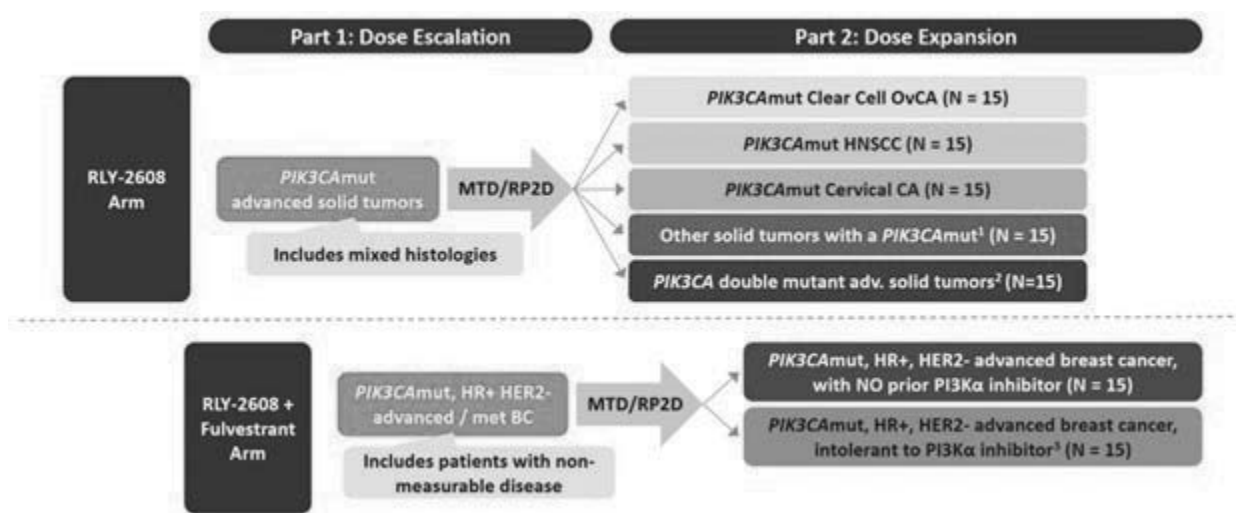 Part 1: Dose Escalation
Part 2: Dose Expansion
RLY-2608
Arm
PIK3CAmut
advanced solid tumors
Includes mixed histologies
MTD/RP2D
PIK3CAmut Clear Cell OvCA (N = 15)
PIK3CAmut HNSCC (N = 15)
PIK3CAmut Cervical CA (N = 15)
Other solid tumors with a PIK3CAmut¹ (N = 15)
PIK3CA double mutant adv. solid tumors² (N=15)
RLY-2608 +
Fulvestrant
Arm
PIK3CAmut, HR+ HER2-
advanced / met BC
Includes patients with non-
measurable disease
MTD/RP2D
PIK3CAmut, HR+, HER2- advanced breast cancer,
with NO prior PI3Kα inhibitor (N = 15)
PIK3CAmut, HR+, HER2- advanced breast cancer,
intolerant to PI3Kα inhibitor³ (N = 15)